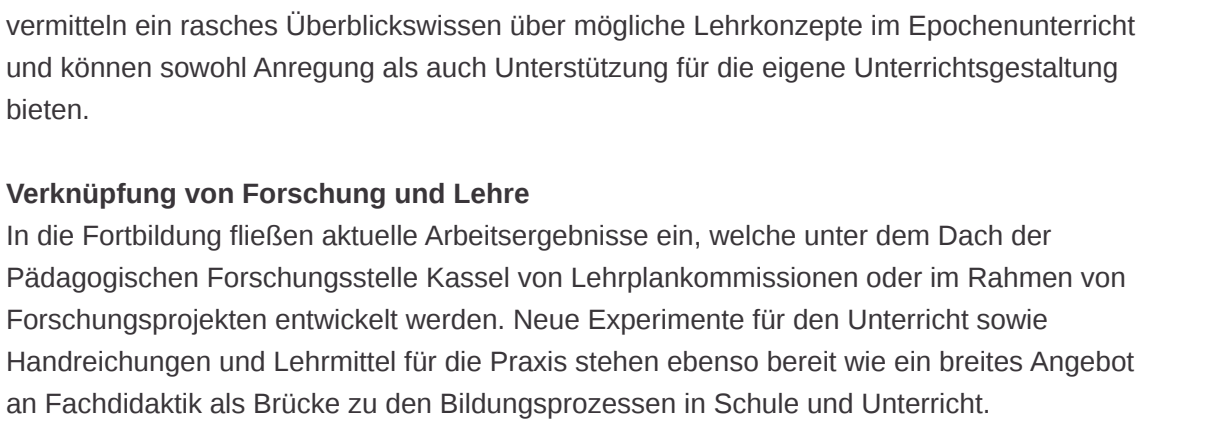 vermitteln ein rasches Überblickswissen über mögliche Lehrkonzepte im Epochenunterricht
und können sowohl Anregung als auch Unterstützung für die eigene Unterrichtsgestaltung
bieten.
Verknüpfung von Forschung und Lehre
In die Fortbildung fließen aktuelle Arbeitsergebnisse ein, welche unter dem Dach der
Pädagogischen Forschungsstelle Kassel von Lehrplankommissionen oder im Rahmen von
Forschungsprojekten entwickelt werden. Neue Experimente für den Unterricht sowie
Handreichungen und Lehrmittel für die Praxis stehen ebenso bereit wie ein breites Angebot
an Fachdidaktik als Brücke zu den Bildungsprozessen in Schule und Unterricht.